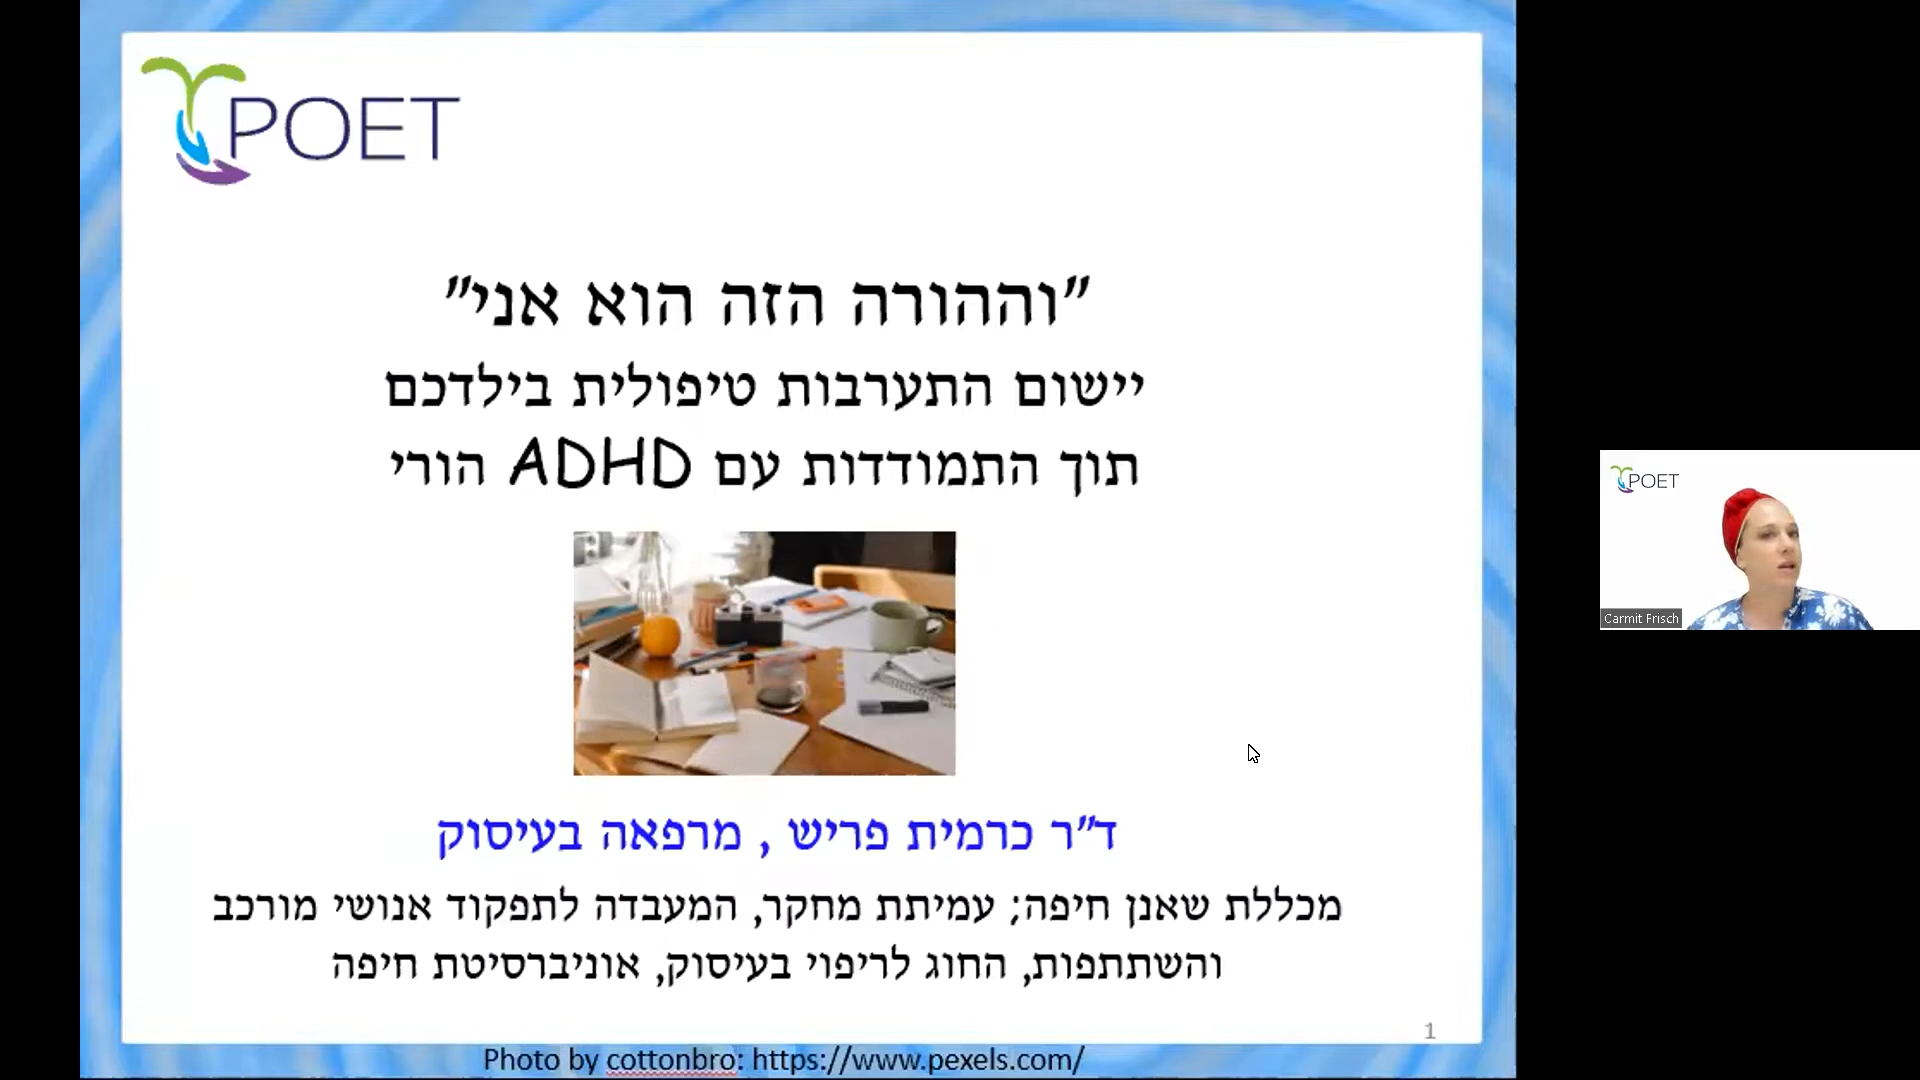 POET
"וההורה הזה הוא אני"
יישום התערבות טיפולית בילדכם
תוך התמודדות עם ADHD הורי
ד"ר כרמית פריש , מרפאה בעיסוק
מכללת שאנן חיפה; עמיתת מחקר, המעבדה לתפקוד אנושי מורכב
והשתתפות, החוג לריפוי בעיסוק, אוניברסיטת חיפה
1
Photo by cottonbro: https://www.pexels.com/
POET
Carmit Frisch